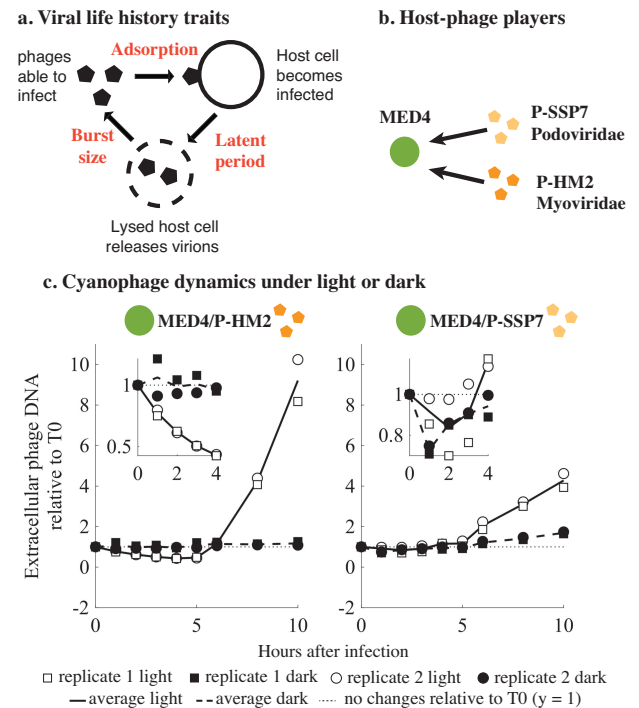 a. Viral life history traits
phages
able to
infect
Adsorption
Host cell
becomes
infected
Burst
size
Latent
period
Lysed host cell
releases virions
b. Host-phage players
MED4
P-SSP7
Podoviridae
P-HM2
Myoviridae
c. Cyanophage dynamics under light or dark
MED4/P-HM2
MED4/P-SSP7
Extracellular phage DNA
relative to T0
10
8
6
4
2
0
-2
0
5
10
1
0.5
0
2
4
10
8
6
4
2
0
-2
0
5
10
1
0.8
0
2
4
Hours after infection
replicate 1 light
replicate 1 dark
replicate 2 light
replicate 2 dark
average light
average dark
no changes relative to T0 (y = 1)